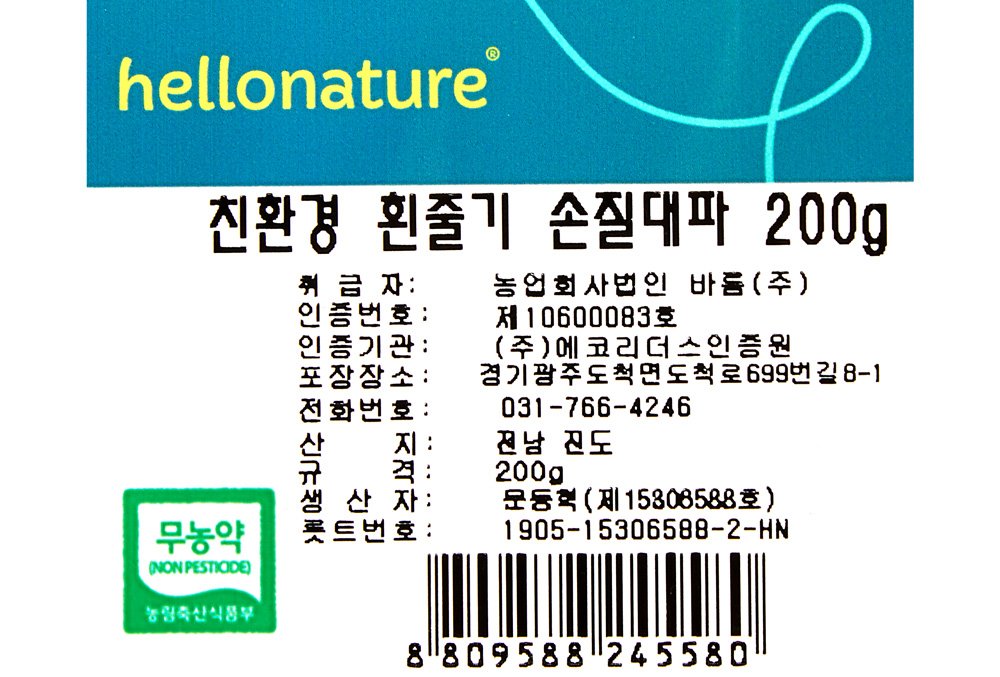 hellonature®
친환경 흰줄기 손질대파 200g
취 급 자: 농업회사법인 바름(주)
인증번호: 제10600083호
인증기관: (주)에코리더스인증원
포장장소: 경기광주도척면도척로699번길8-1
전화번호: 031-766-4246
산 지: 전남 진도
규 격: 200g
생 산 자: 문동혁(제15306588호)
롯트번호: 1905-15306588-2-HN
무농약
(NON PESTICIDE)
농림축산식품부
8 809588 245580